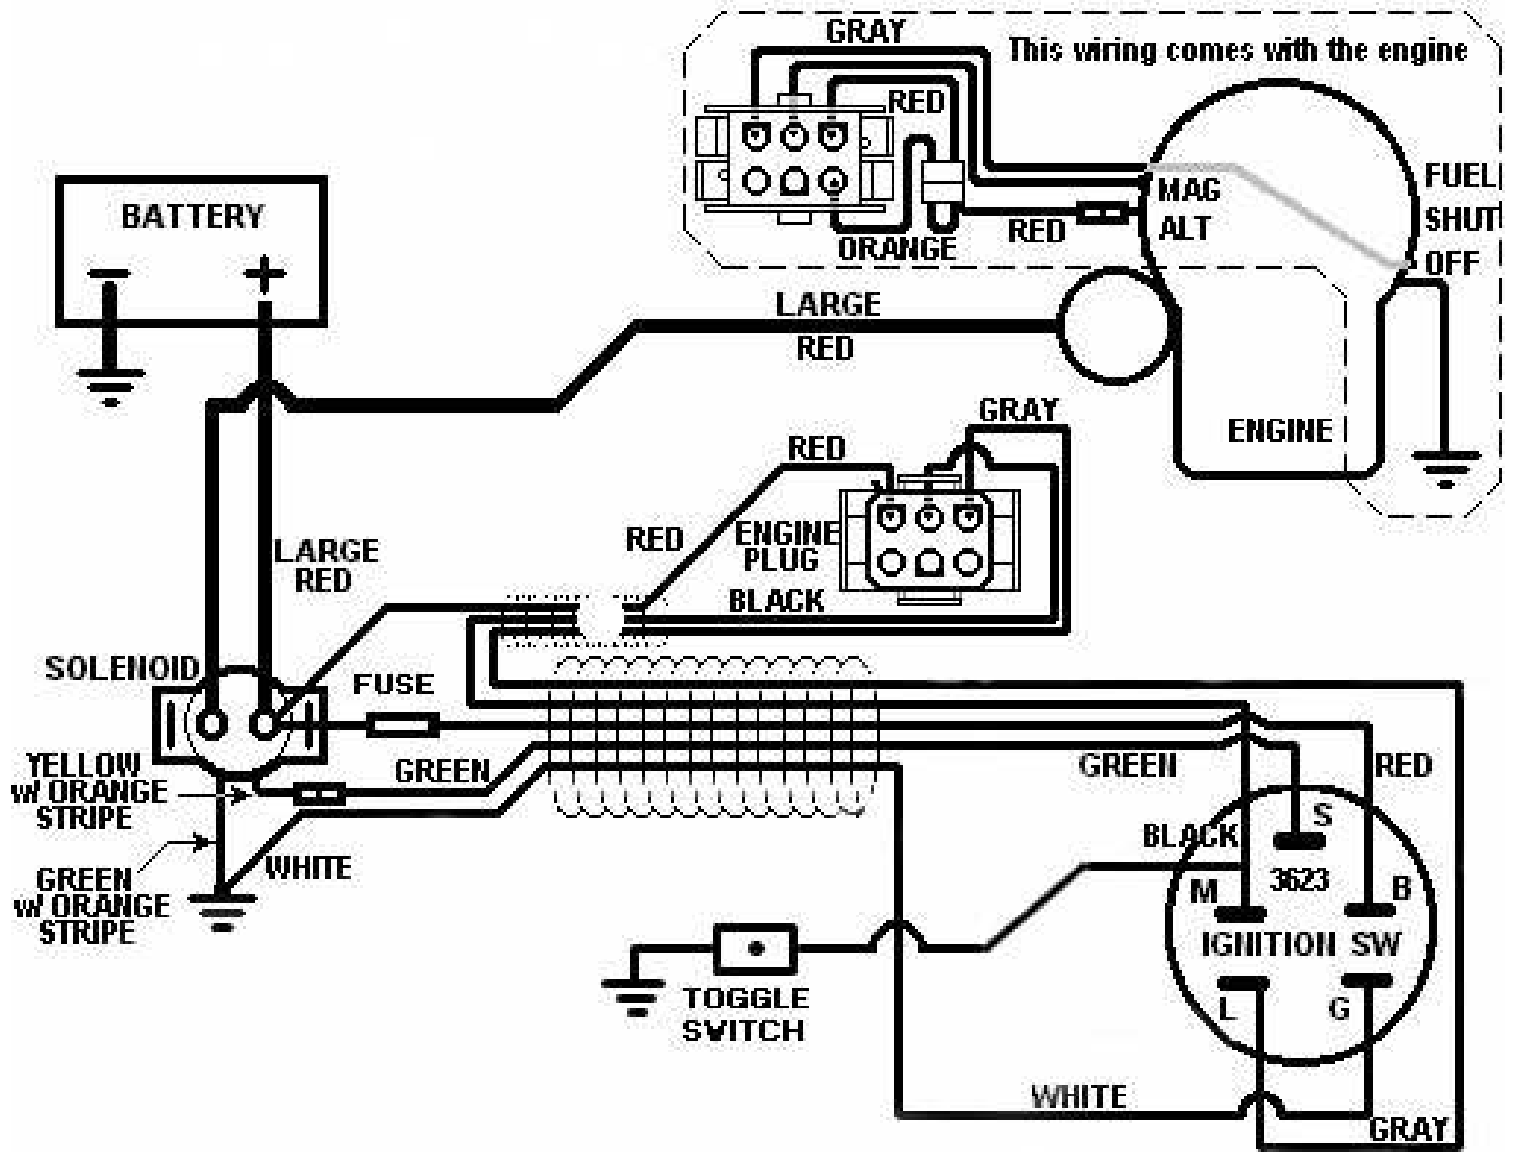 GRAY
This wiring comes with the engine
RED
BATTERY
MAG
FUEL
SHUT
OFF
ALT
RED
ORANGE
LARGE
RED
GRAY
ENGINE
RED
RED
ENGINE
PLUG
LARGE
RED
BLACK
SOLENOID
FUSE
YELLOW
w/ ORANGE
STRIPE
GREEN
GREEN
RED
S
BLACK
WHITE
GREEN
w/ ORANGE
STRIPE
3623
M
B
IGNITION SW
TOGGLE
SWITCH
L
G
WHITE
GRAY